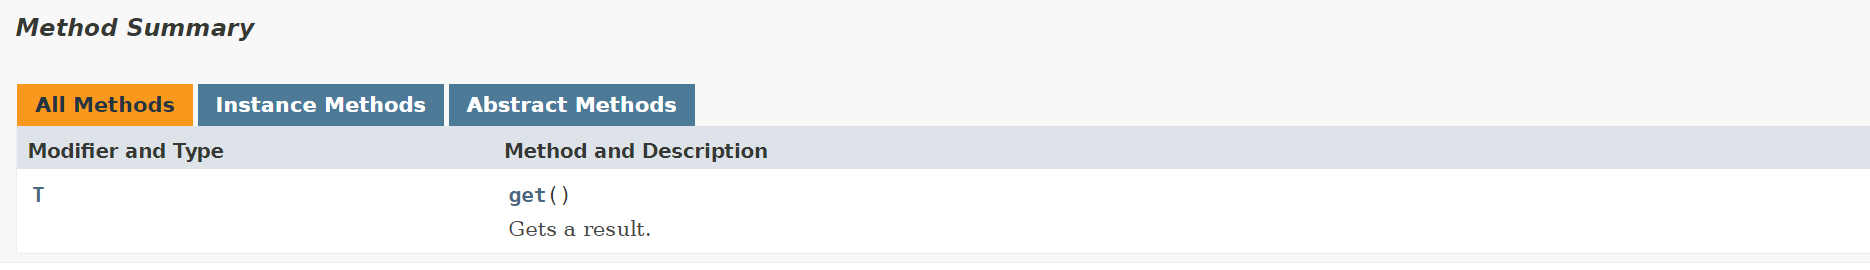 Method Summary
All Methods Instance Methods Abstract Methods
Modifier and Type Method and Description
T get()
Gets a result.